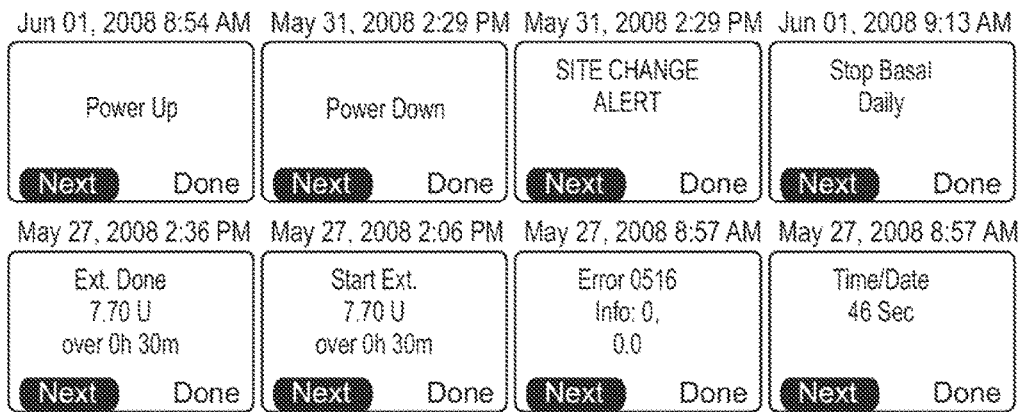 Jun 01, 2008 8:54 AM
Power Up
Next Done
May 31, 2008 2:29 PM
Power Down
Next Done
May 31, 2008 2:29 PM
SITE CHANGE
ALERT
Next Done
Jun 01, 2008 9:13 AM
Stop Basal
Daily
Next Done
May 27, 2008 2:36 PM
Ext. Done
7.70 U
over 0h 30m
Next Done
May 27, 2008 2:06 PM
Start Ext.
7.70 U
over 0h 30m
Next Done
May 27, 2008 8:57 AM
Error 0516
Info: 0,
0.0
Next Done
May 27, 2008 8:57 AM
Time/Date
46 Sec
Next Done